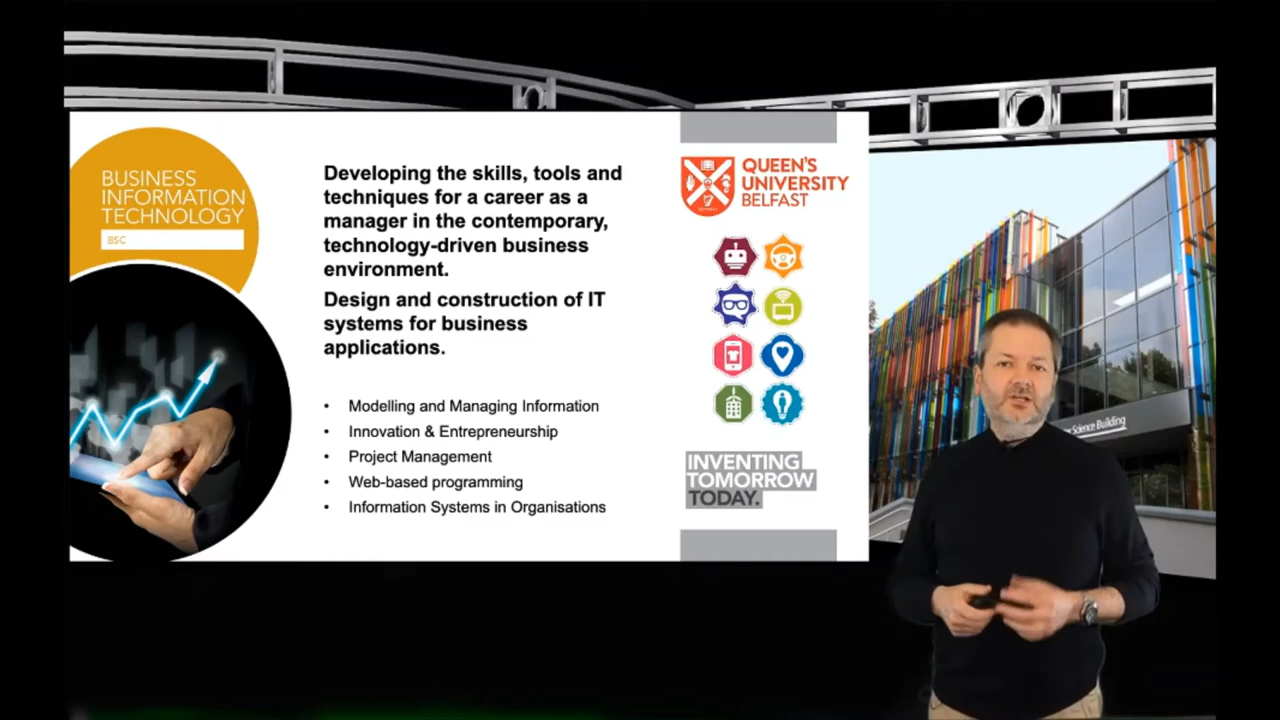 BUSINESS
INFORMATION
TECHNOLOGY
BSC
Developing the skills, tools and
techniques for a career as a
manager in the contemporary,
technology-driven business
environment.
Design and construction of IT
systems for business
applications.
• Modelling and Managing Information
• Innovation & Entrepreneurship
• Project Management
• Web-based programming
• Information Systems in Organisations
QUEEN'S
UNIVERSITY
BELFAST
INVENTING
TOMORROW
TODAY.
Science Building